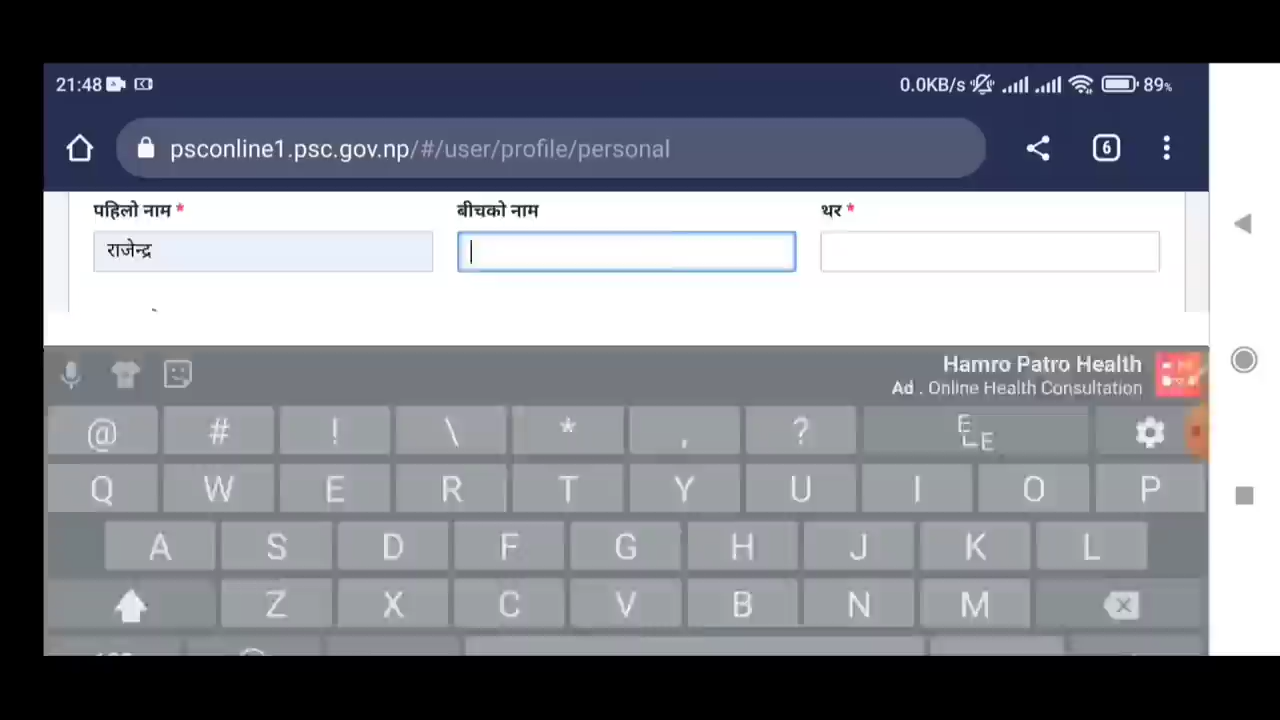 21:48 0.0KB/s 89%
psconline1.psc.gov.np/#/user/profile/personal 6
पहिलो नाम * बीचको नाम थर *
राजेन्द्र
Hamro Patro Health
Ad . Online Health Consultation
@ # ! \ * , ? E E
Q W E R T Y U I O P
A S D F G H J K L
Z X C V B N M